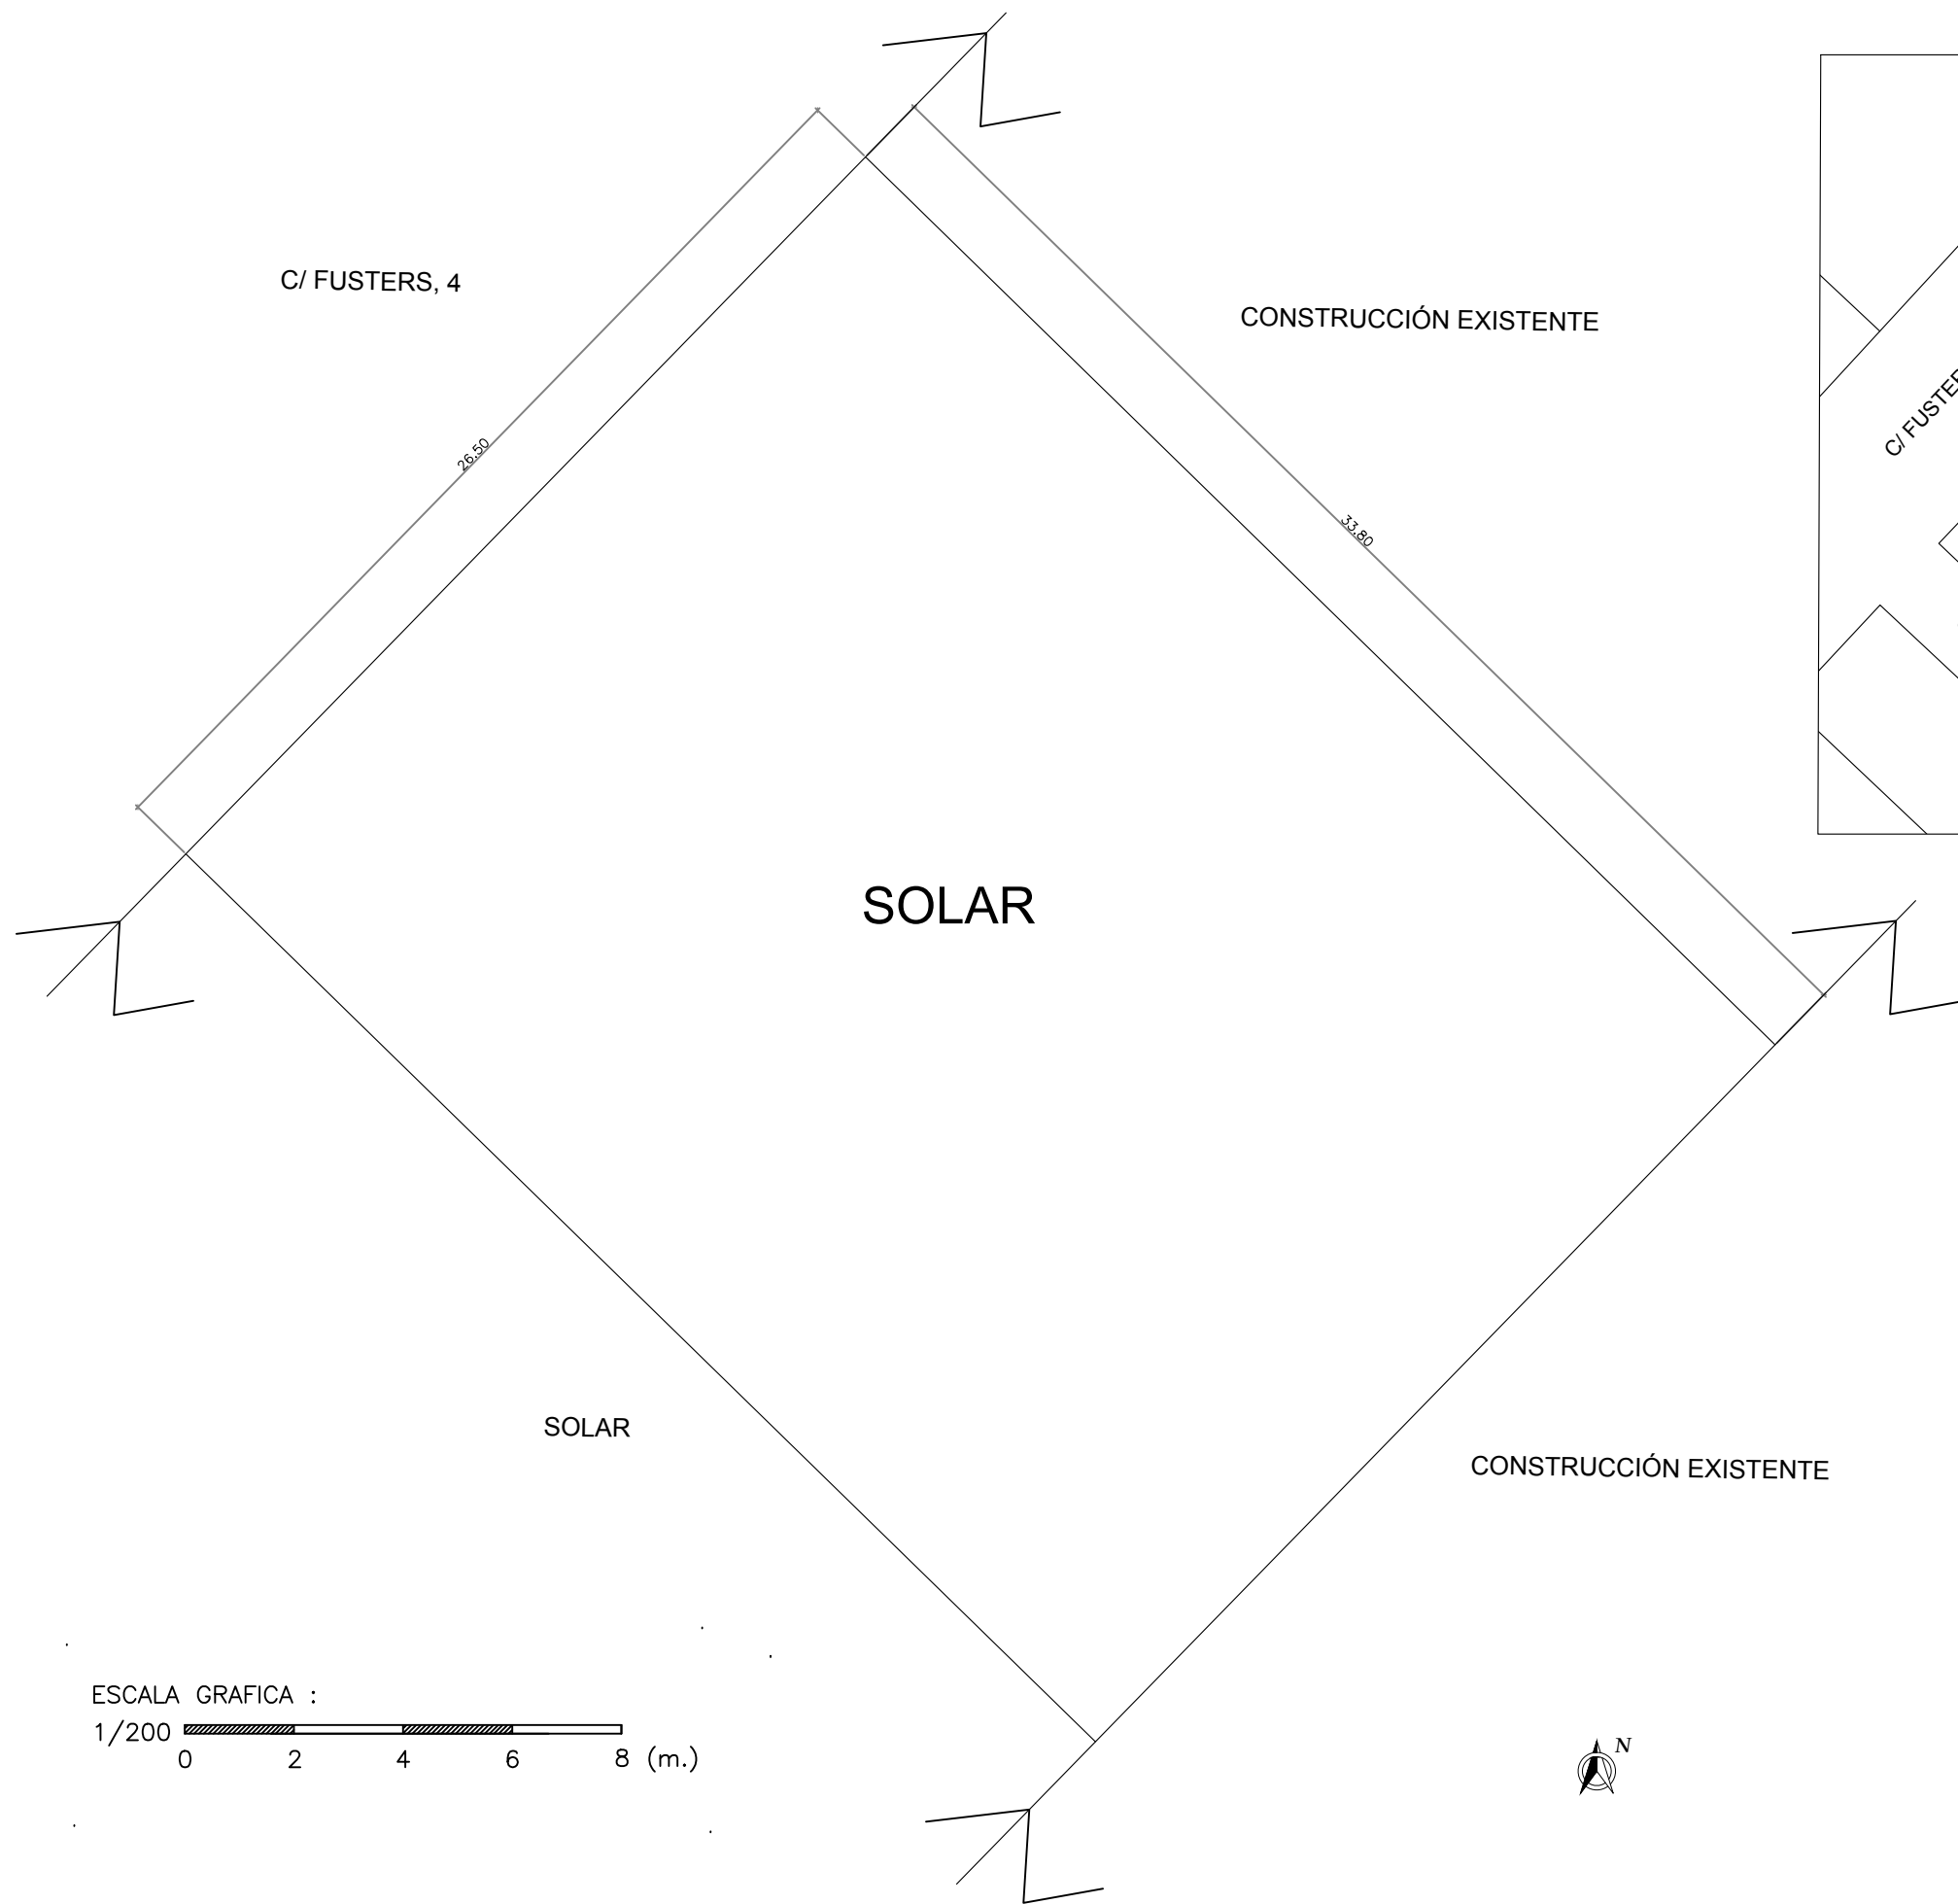 C/ FUSTERS, 4
CONSTRUCCIÓN EXISTENTE
26,50
33,80
SOLAR
SOLAR
CONSTRUCCIÓN EXISTENTE
ESCALA GRAFICA :
1/200
0 2 4 6 8 (m.)
N